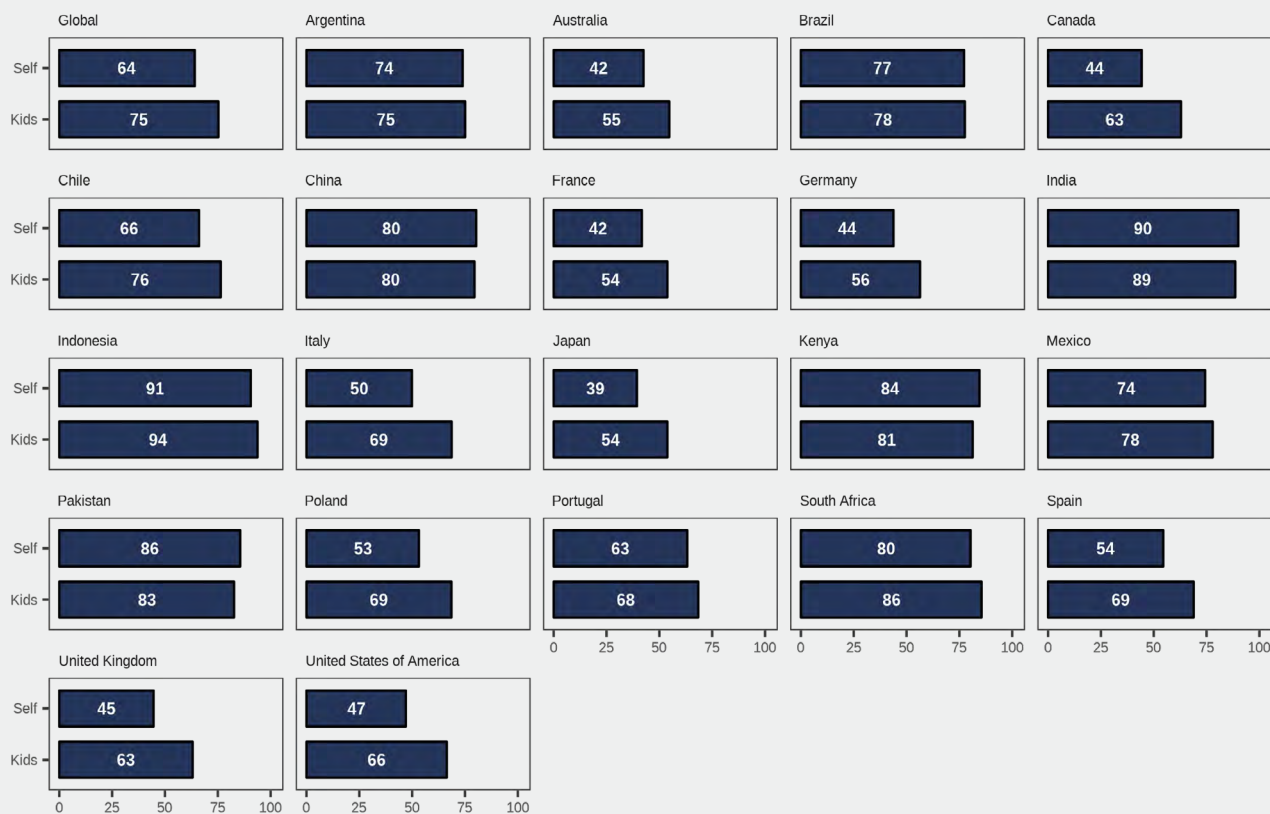 Global Argentina Australia Brazil Canada
Self 64 74 42 77 44
Kids 75 75 55 78 63
Chile China France Germany India
Self 66 80 42 44 90
Kids 76 80 54 56 89
Indonesia Italy Japan Kenya Mexico
Self 91 50 39 84 74
Kids 94 69 54 81 78
Pakistan Poland Portugal South Africa Spain
Self 86 53 63 80 54
Kids 83 69 68 86 69
0 25 50 75 100 0 25 50 75 100 0 25 50 75 100
United Kingdom United States of America
Self 45 47
Kids 63 66
0 25 50 75 100 0 25 50 75 100